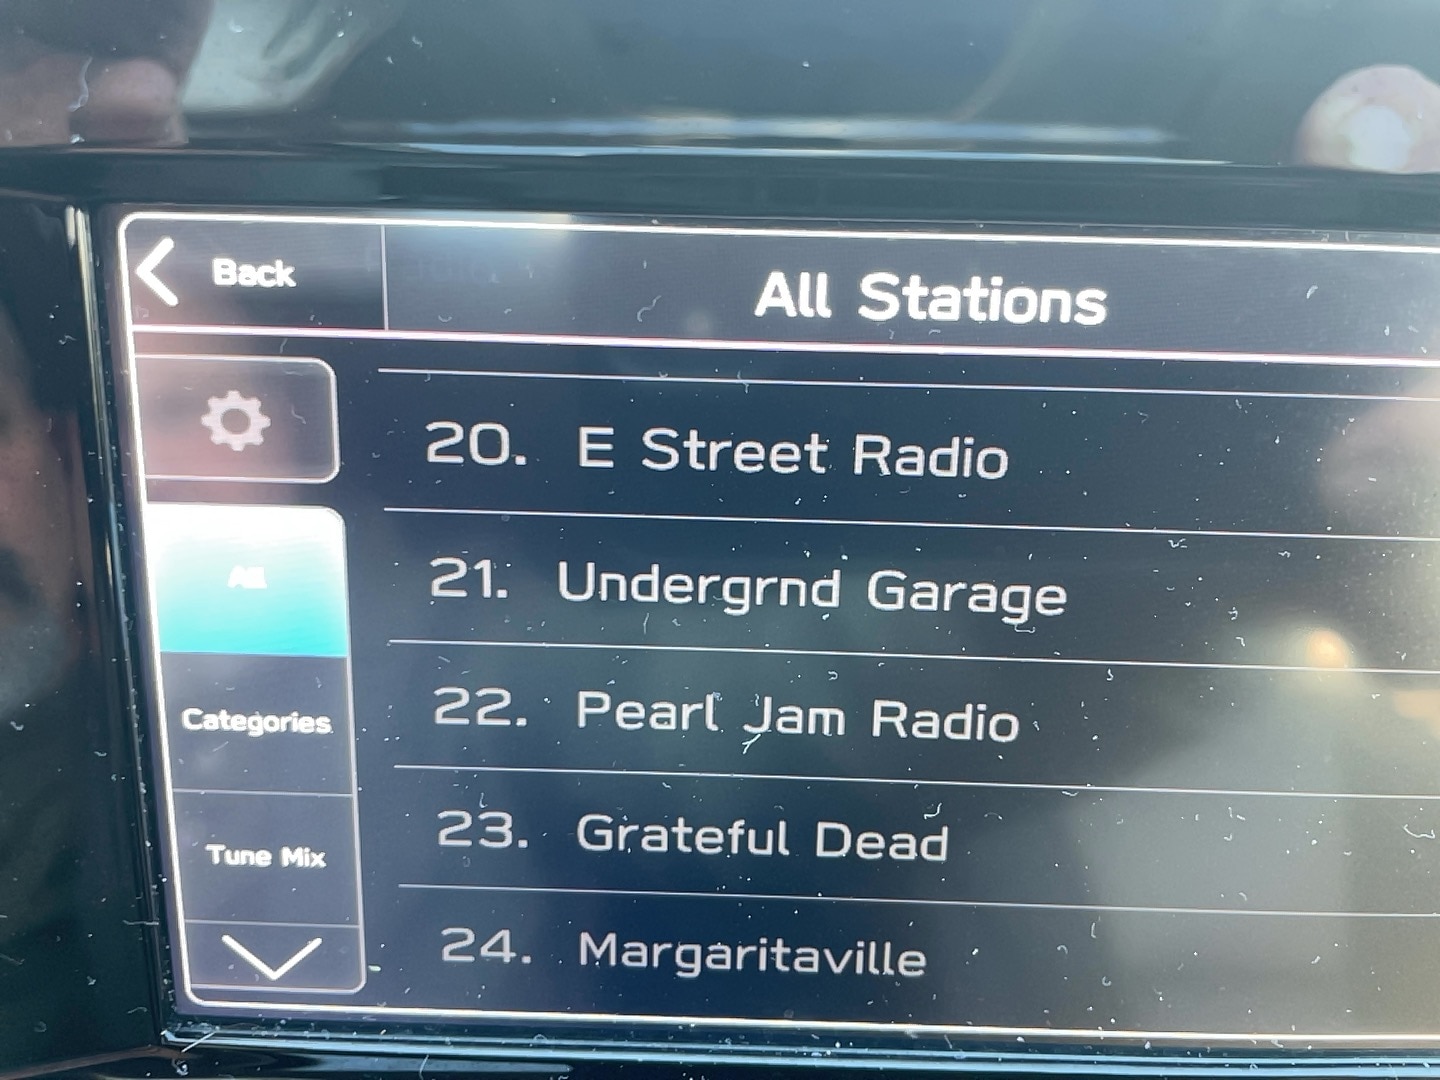 Back
All Stations
20. E Street Radio
All
21. Undergrnd Garage
22. Pearl Jam Radio
Categories
23. Grateful Dead
Tune Mix
24. Margaritaville